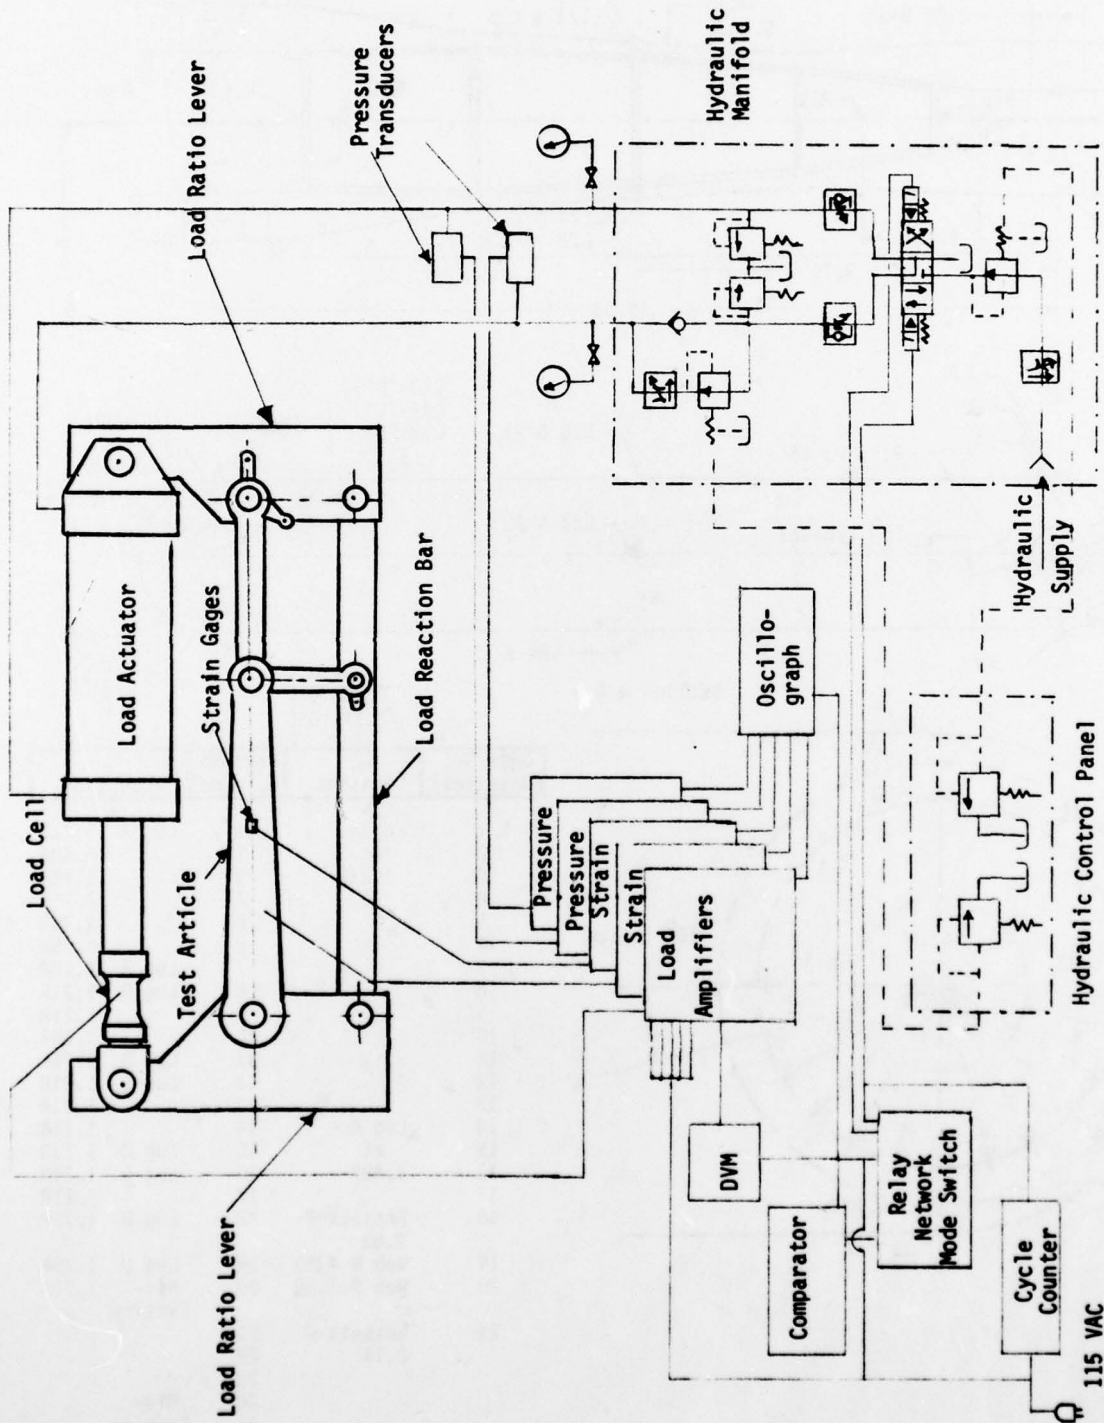 Load Ratio Lever
Load Cell
Load Actuator
Test Article
Strain Gages
Load Reaction Bar
Load Ratio Lever
Pressure
Transducers
Hydraulic
Manifold
Pressure
Pressure
Strain
Strain
Load
Amplifiers
Oscillo-
graph
Hydraulic
Supply
DVM
Comparator
Relay
Network
Mode Switch
Cycle
Counter
115 VAC
Hydraulic Control Panel